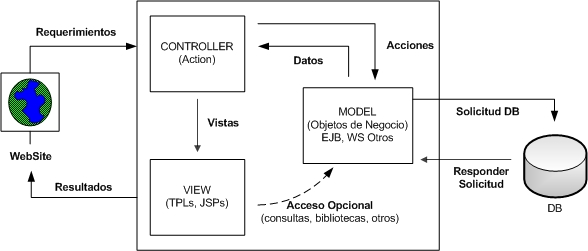 Requerimientos
CONTROLLER
(Action)
Acciones
Datos
MODEL
(Objetos de Negocio)
EJB, WS Otros
Solicitud DB
Vistas
WebSite
Responder
Solicitud
Resultados
VIEW
(TPLs, JSPs)
Acceso Opcional
(consultas, bibliotecas, otros)
DB